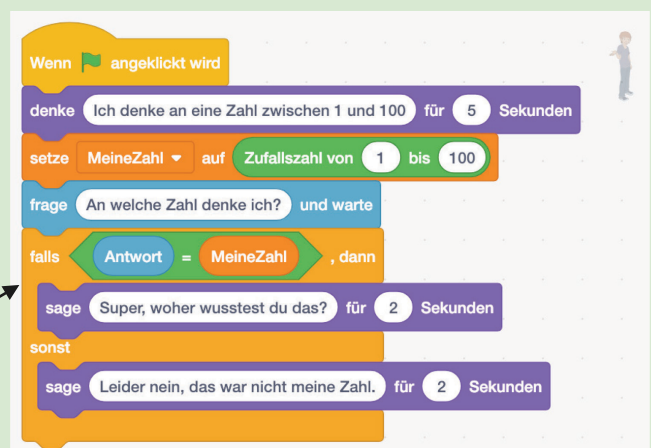 Wenn angeklickt wird
denke Ich denke an eine Zahl zwischen 1 und 100 für 5 Sekunden
setze MeineZahl auf Zufallszahl von 1 bis 100
frage An welche Zahl denke ich? und warte
falls Antwort = MeineZahl , dann
sage Super, woher wusstest du das? für 2 Sekunden
sonst
sage Leider nein, das war nicht meine Zahl. für 2 Sekunden